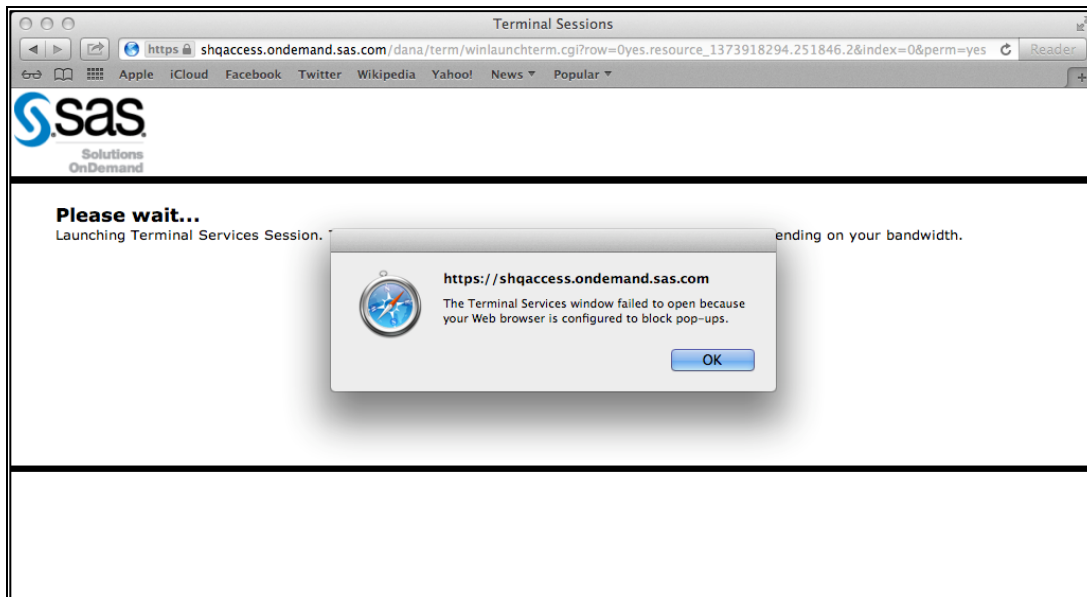 Terminal Sessions
https shqaccess.ondemand.sas.com/dana/term/winlaunchterm.cgi?row=0yes.resource_1373918294.251846.2&index=0&perm=yes Reader
Apple iCloud Facebook Twitter Wikipedia Yahoo! News Popular
sas
Solutions
OnDemand
Please wait...
Launching Terminal Services Session. ending on your bandwidth.
https://shqaccess.ondemand.sas.com
The Terminal Services window failed to open because
your Web browser is configured to block pop-ups.
OK